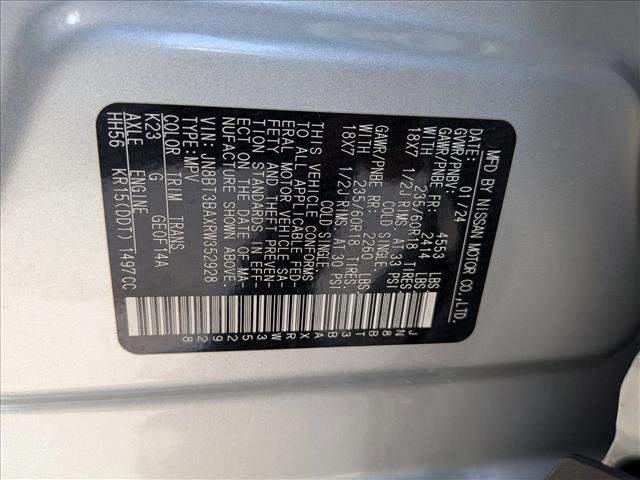 MFD BY NISSAN MOTOR CO.,LTD.
DATE: 01/24
GVWR/PNBV: 4553 LBS
GAWR/PNBE FR: 2414 LBS
WITH 235/60R18 TIRES,
18X7 1/2J RIMS, AT 33 PSI
COLD SINGLE.
GAWR/PNBE RR: 2260 LBS
WITH 235/60R18 TIRES,
18X7 1/2J RIMS, AT 30 PSI
COLD SINGLE.
THIS VEHICLE CONFORMS
TO ALL APPLICABLE FED
ERAL MOTOR VEHICLE SA-
FETY AND THEFT PREVEN-
TION STANDARDS IN EFF-
ECT ON THE DATE OF MA-
NUFACTURE SHOWN ABOVE
VIN: JN8BT3BAXRW352928
TYPE: MPV
COLOR TRIM TRANS
K23 G GE0F14A
AXLE ENGINE
HH56 KR15(DDT)1497CC
JN8BT3BAXRW352928